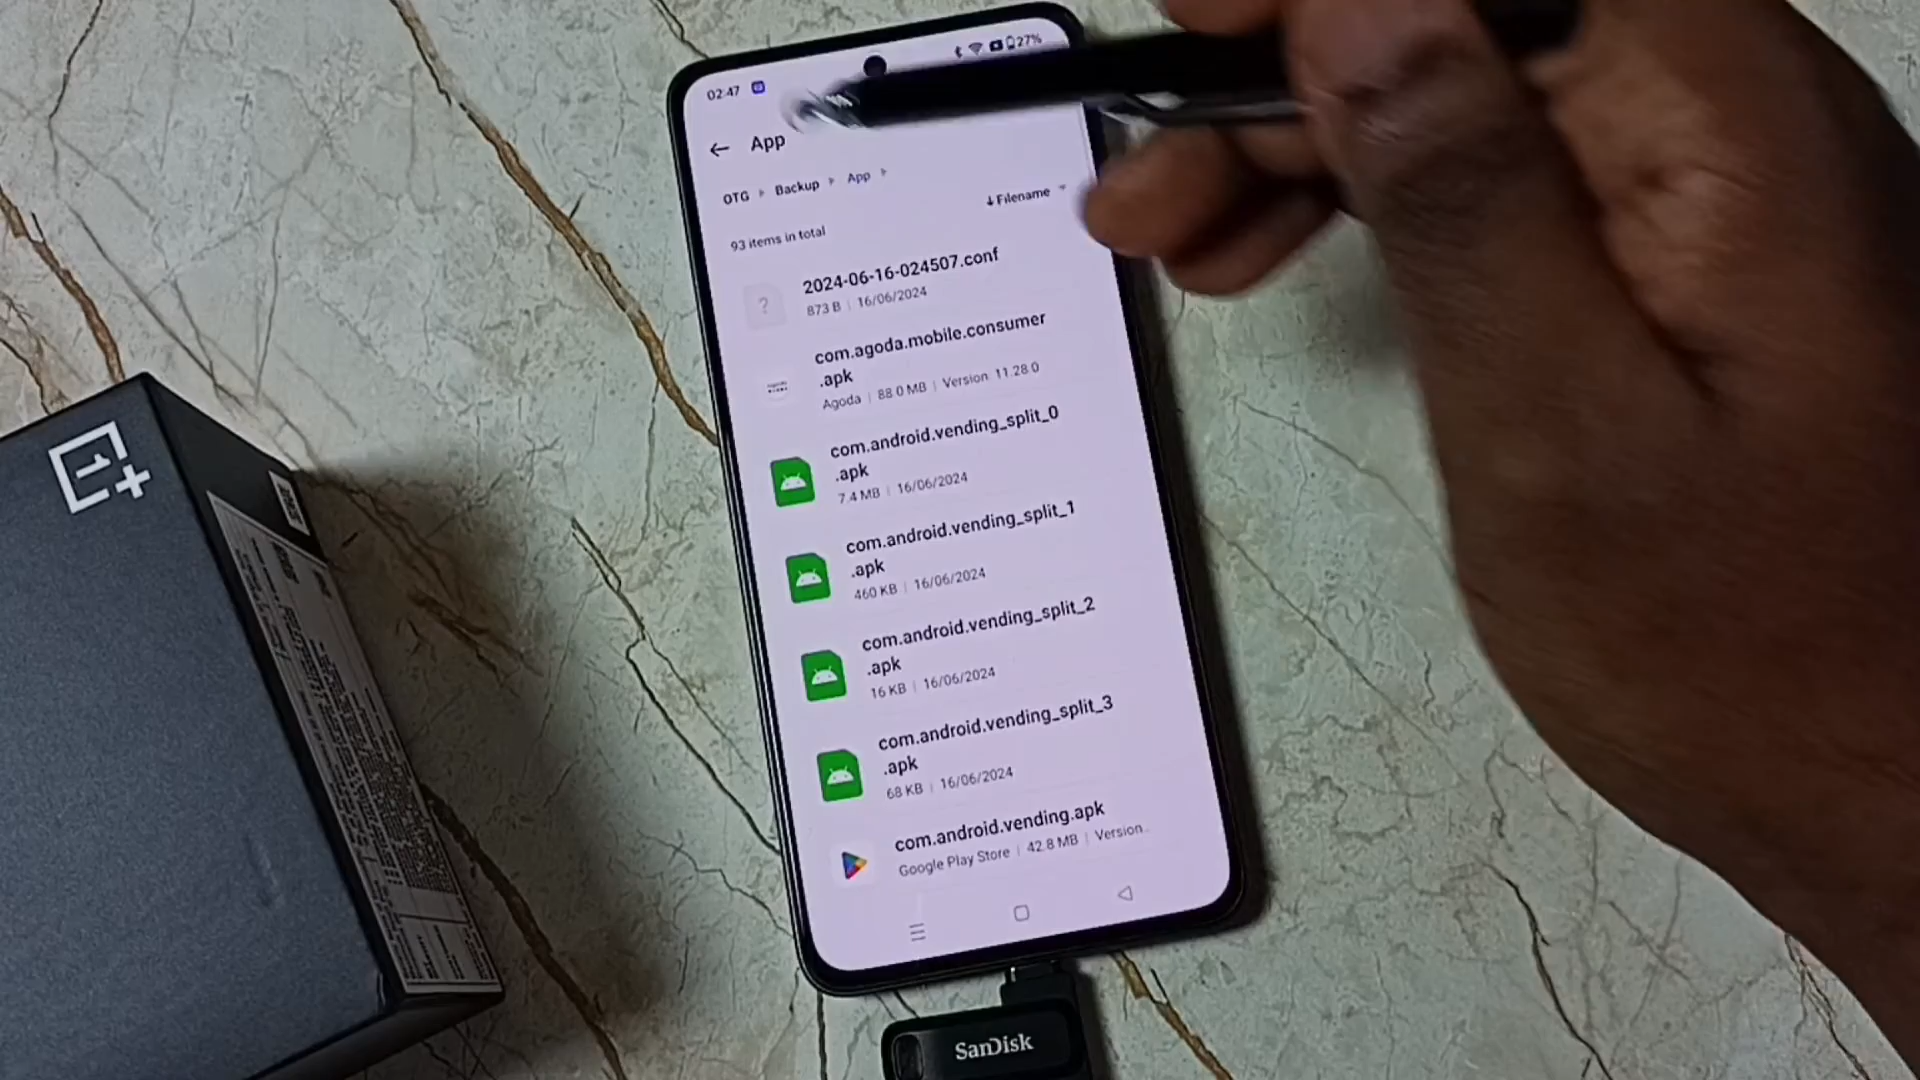 02:47
27%
App
OTG Backup App
Filename
93 items in total
2024-06-16-024507.conf
873 B | 16/06/2024
com.agoda.mobile.consumer
.apk
Agoda | 88.0 MB | Version 11.28.0
com.android.vending_split_0
.apk
7.4 MB | 16/06/2024
com.android.vending_split_1
.apk
460 KB | 16/06/2024
com.android.vending_split_2
.apk
16 KB | 16/06/2024
com.android.vending_split_3
.apk
68 KB | 16/06/2024
com.android.vending.apk
Google Play Store | 42.8 MB | Version..
SanDisk